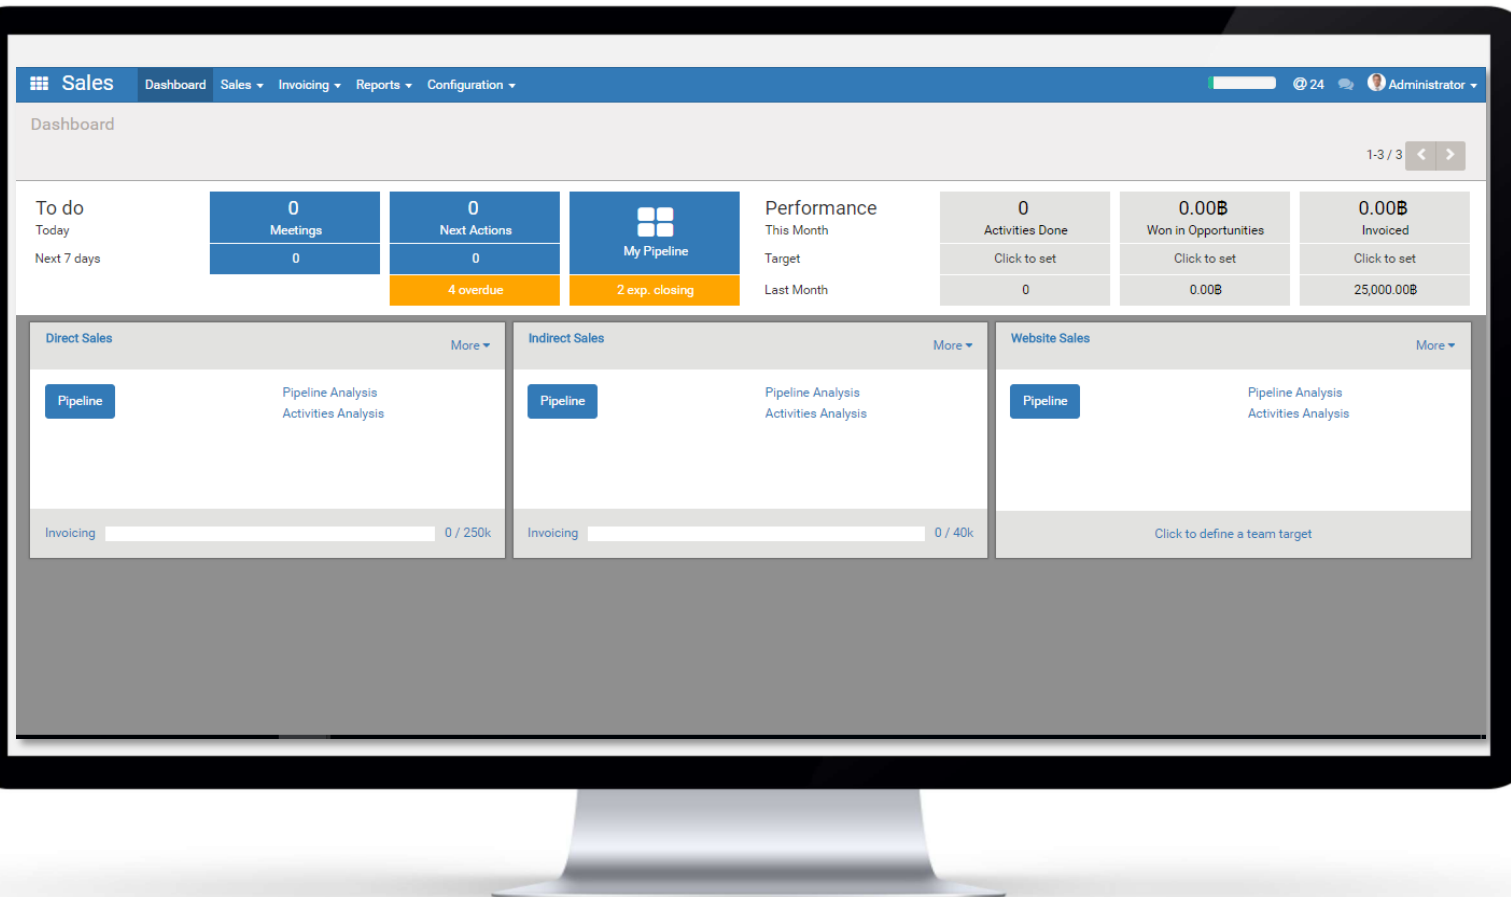 Sales Dashboard Sales Invoicing Reports Configuration @ 24 Administrator
Dashboard
1-3 / 3
To do
Today
Next 7 days
0
Meetings
0
0
Next Actions
0
4 overdue
My Pipeline
2 exp. closing
Performance
This Month
Target
Last Month
0
Activities Done
Click to set
0
0.00฿
Won in Opportunities
Click to set
0.00฿
0.00฿
Invoiced
Click to set
25,000.00฿
Direct Sales
More
Pipeline
Pipeline Analysis
Activities Analysis
Invoicing 0 / 250k
Indirect Sales
More
Pipeline
Pipeline Analysis
Activities Analysis
Invoicing 0 / 40k
Website Sales
More
Pipeline
Pipeline Analysis
Activities Analysis
Click to define a team target